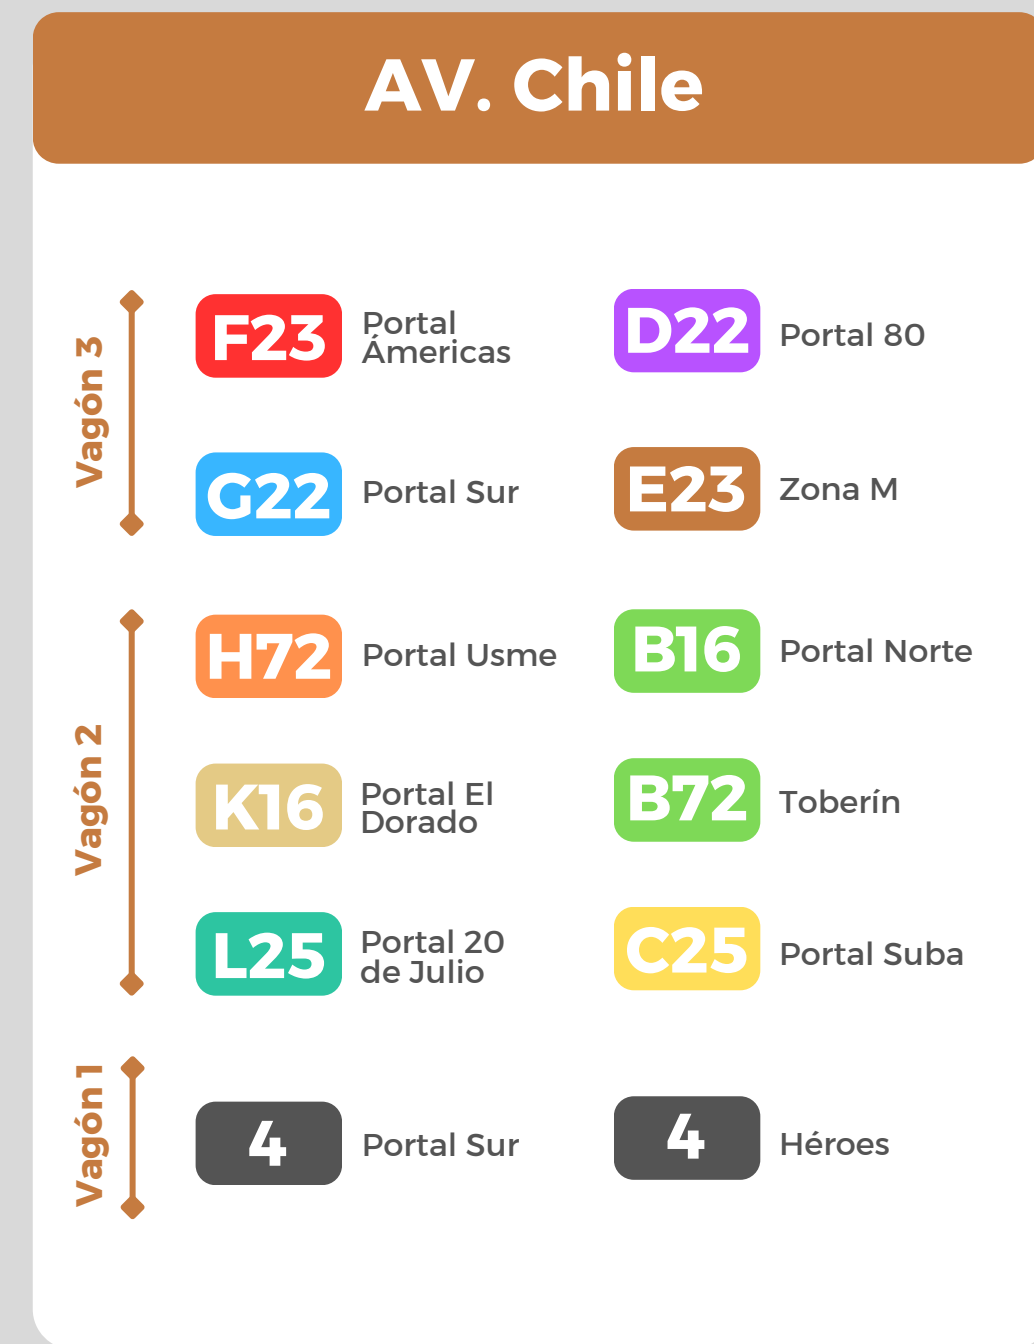 AV. Chile
Vagón 3
F23
Portal
Ámericas
D22
Portal 80
G22
Portal Sur
E23
Zona M
Vagón 2
H72
Portal Usme
B16
Portal Norte
K16
Portal El
Dorado
B72
Toberín
L25
Portal 20
de Julio
C25
Portal Suba
Vagón 1
4
Portal Sur
4
Héroes